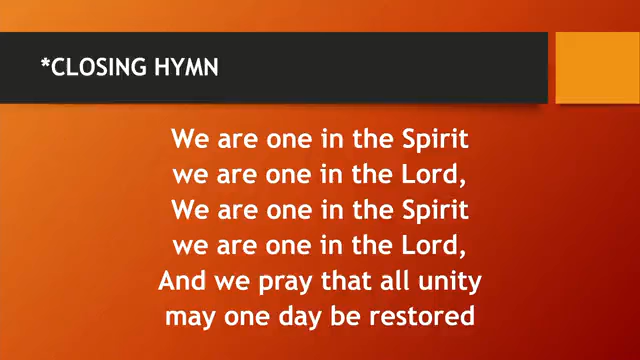 *CLOSING HYMN
We are one in the Spirit
we are one in the Lord,
We are one in the Spirit
we are one in the Lord,
And we pray that all unity
may one day be restored